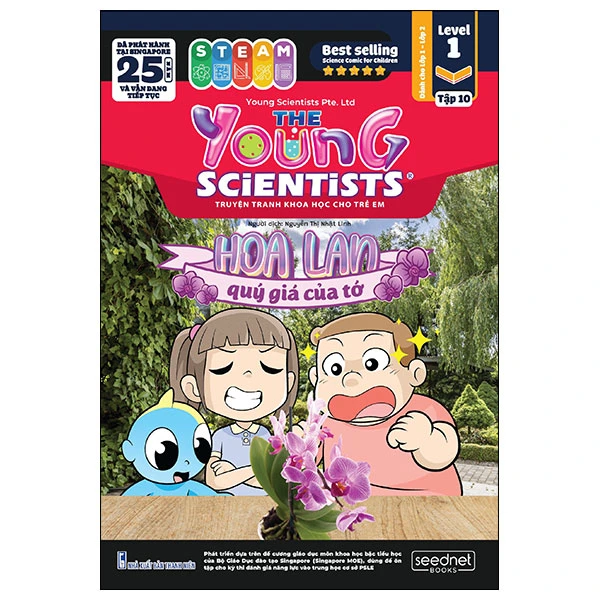 ĐÃ PHÁT HÀNH
TẠI SINGAPORE
25 NĂM
VÀ VẪN ĐANG
TIẾP TỤC
STEAM
Best selling
Science Comic for Children
Dành cho Lớp 1 - Lớp 2
Level
1
Tập 10
Young Scientists Pte. Ltd
THE
YOUNG
SCiENTiSTS®
TRUYỆN TRANH KHOA HỌC CHO TRẺ EM
Người dịch: Nguyễn Thị Nhật Linh
HOA LAN
quý giá của tớ
NHÀ XUẤT BẢN THANH NIÊN
Phát triển dựa trên đề cương giáo dục môn khoa học bậc tiểu học
của Bộ Giáo Dục đào tạo Singapore (Singapore MOE), dùng để ôn
tập cho kỳ thi đánh giá năng lực vào trung học cơ sở PSLE
seednet
BOOKS